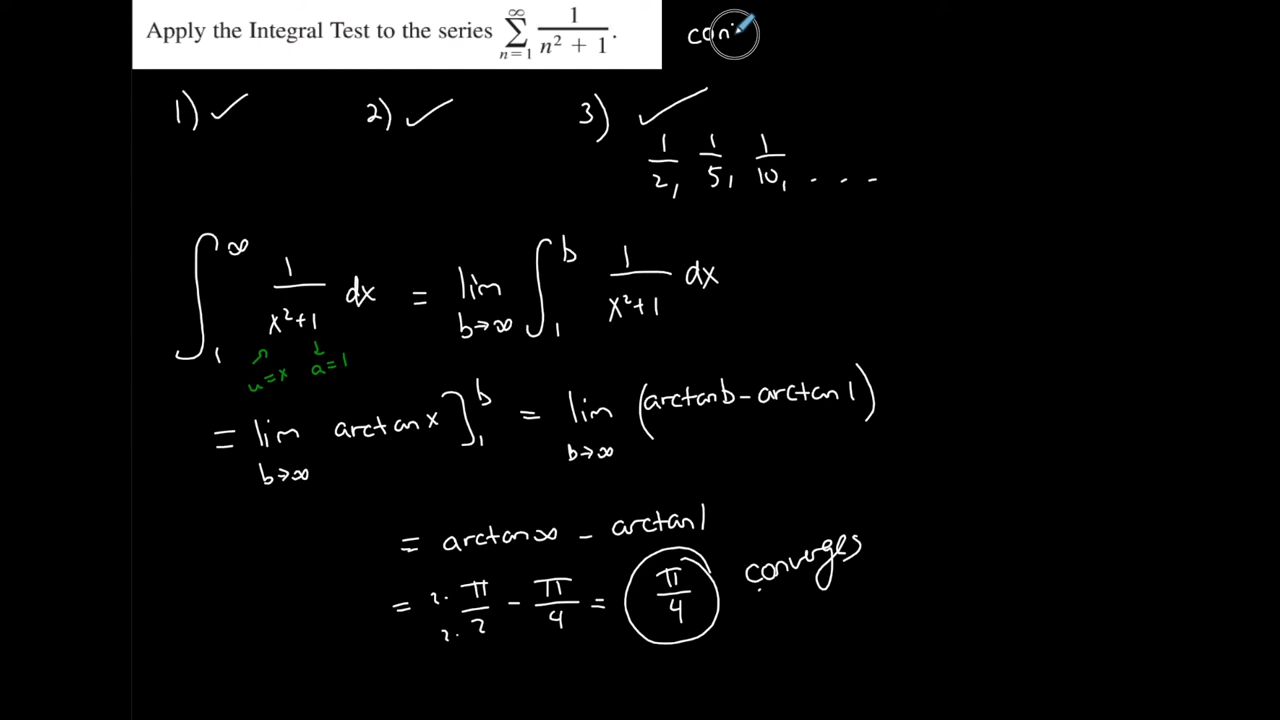 Apply the Integral Test to the series ∑_{n=1}^{∞} 1/(n² + 1).
con
1) ✓ 2) ✓ 3) ✓
1/2, 1/5, 1/10, . . .
∫_1^∞ 1/(x²+1) dx = lim_{b→∞} ∫_1^b 1/(x²+1) dx
u=x a=1
= lim_{b→∞} arctan x ]_1^b = lim_{b→∞} (arctan b − arctan 1)
= arctan ∞ − arctan 1
= 2·π/2·2 − π/4 = π/4 converges